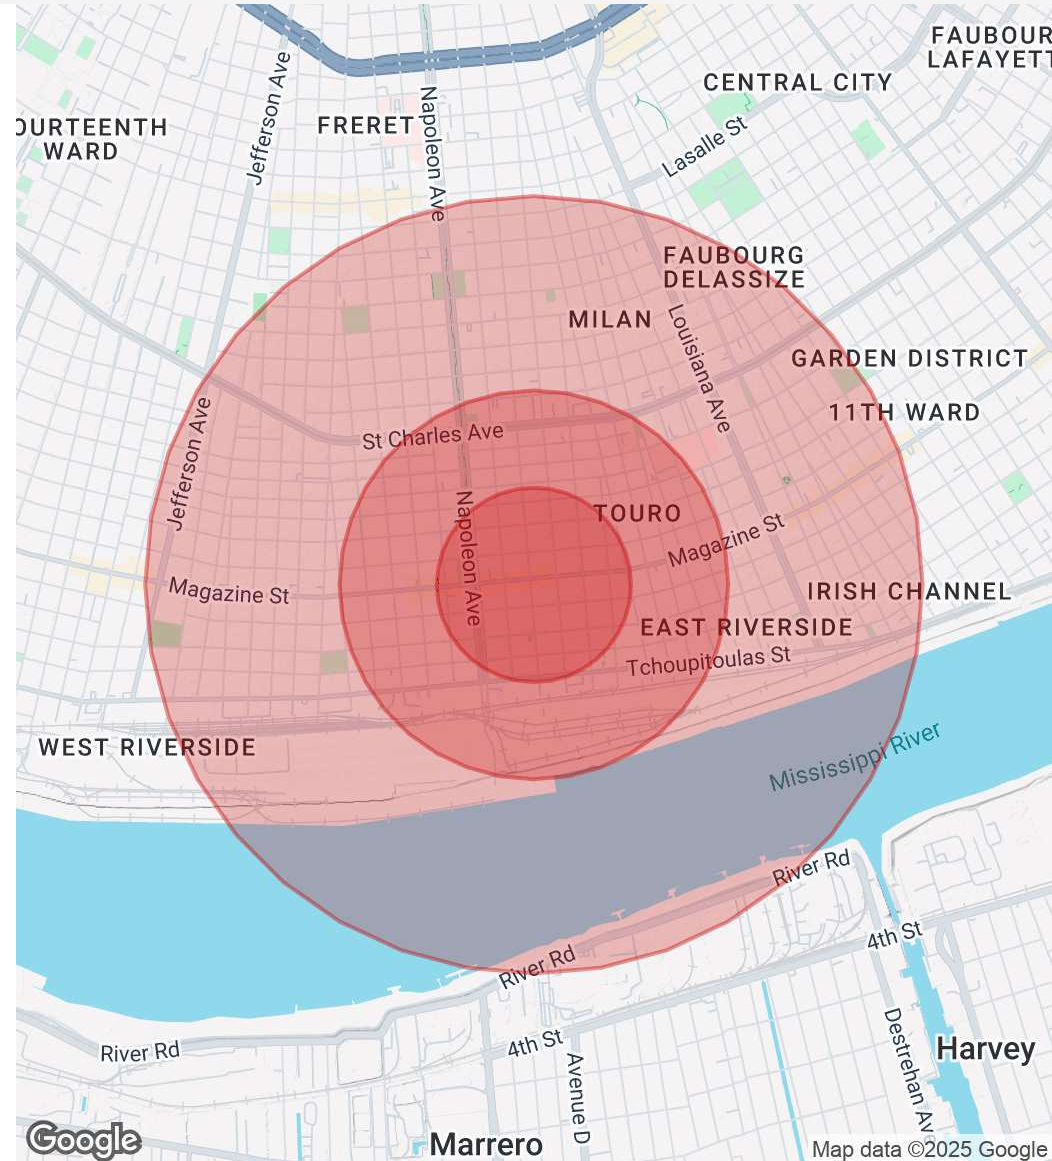 FAUBOUR
LAFAYETT
CENTRAL CITY
OURTEENTH
WARD
FRERET
Jefferson Ave
Napoleon Ave
Lasalle St
FAUBOURG
DELASSIZE
MILAN
Louisiana Ave
GARDEN DISTRICT
11TH WARD
Jefferson Ave
St Charles Ave
Napoleon Ave
TOURO
Magazine St
Magazine St
IRISH CHANNEL
EAST RIVERSIDE
Tchoupitoulas St
WEST RIVERSIDE
Mississippi River
River Rd
4th St
River Rd
River Rd
4th St
Avenue D
Destrehan Av
Harvey
Marrero
Google
Map data ©2025 Google